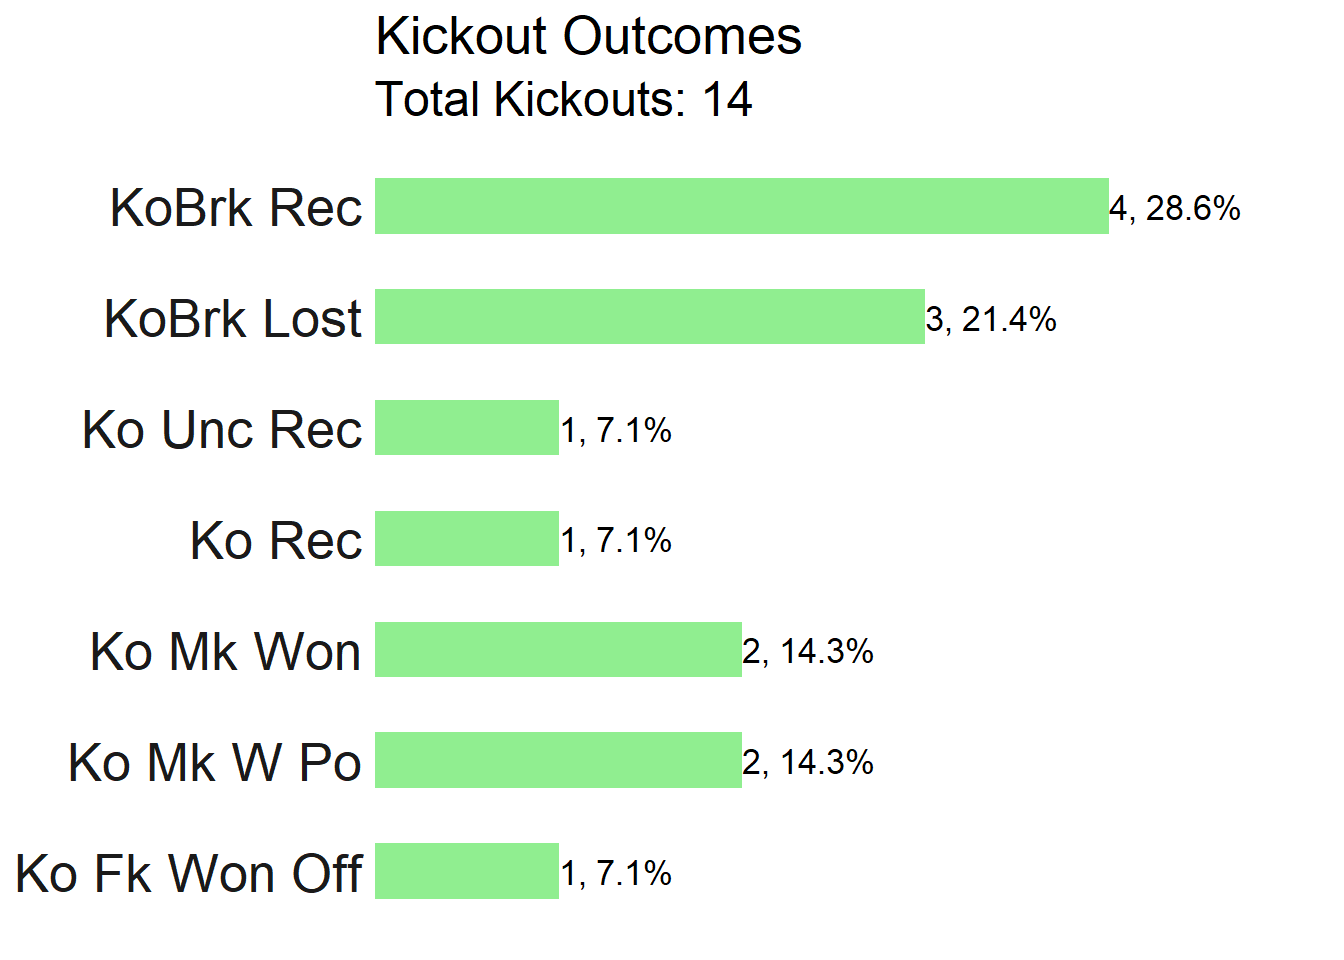 Kickout Outcomes
Total Kickouts: 14
KoBrk Rec 4, 28.6%
KoBrk Lost 3, 21.4%
Ko Unc Rec 1, 7.1%
Ko Rec 1, 7.1%
Ko Mk Won 2, 14.3%
Ko Mk W Po 2, 14.3%
Ko Fk Won Off 1, 7.1%